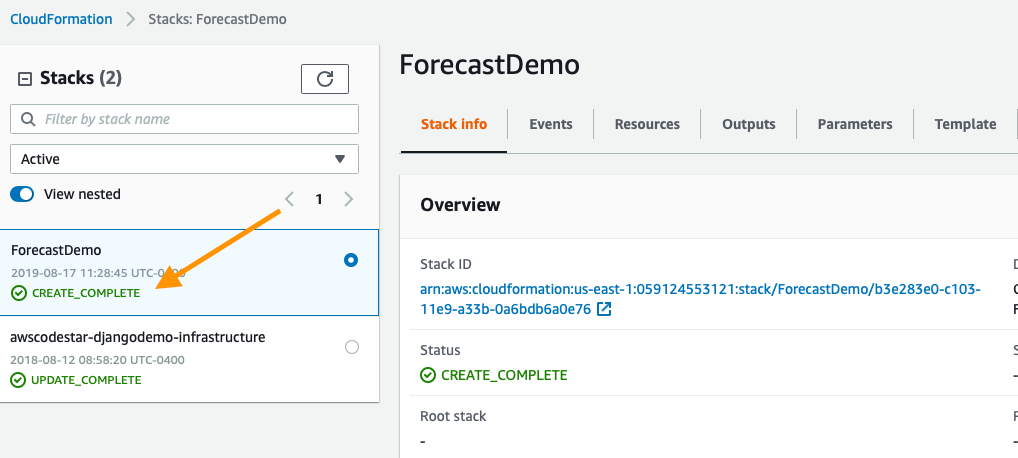 CloudFormation > Stacks: ForecastDemo
Stacks (2)
Filter by stack name
Active
View nested
1
ForecastDemo
2019-08-17 11:28:45 UTC-0400
CREATE_COMPLETE
awscodestar-djangodemo-infrastructure
2018-08-12 08:58:20 UTC-0400
UPDATE_COMPLETE
ForecastDemo
Stack info Events Resources Outputs Parameters Template
Overview
Stack ID
arn:aws:cloudformation:us-east-1:059124553121:stack/ForecastDemo/b3e283e0-c103-
11e9-a33b-0a6bdb6a0e76
Status
CREATE_COMPLETE
Root stack
-